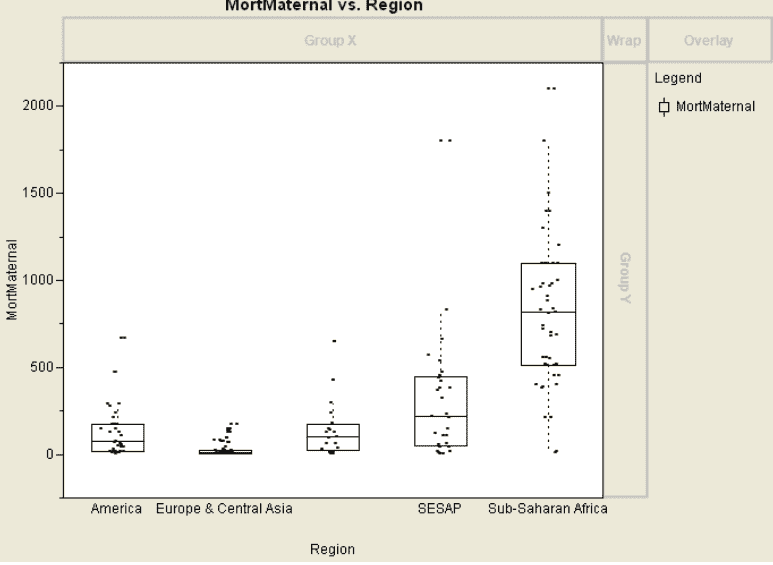 MortMaternal vs. Region
Group X
Wrap
Overlay
Legend
MortMaternal
2000
1500
1000
500
0
MortMaternal
Group Y
America
Europe & Central Asia
SESAP
Sub-Saharan Africa
Region